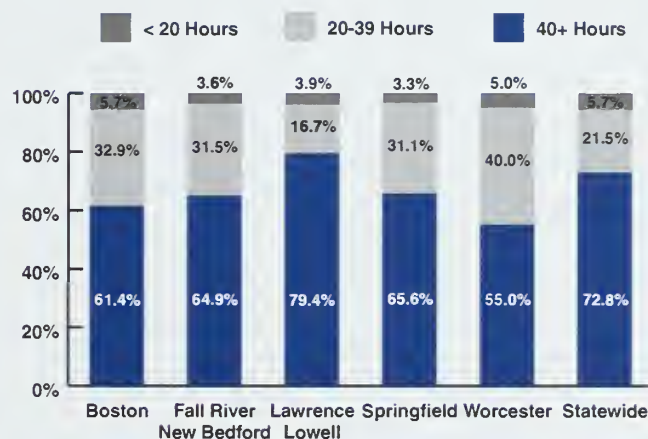 < 20 Hours 20-39 Hours 40+ Hours
3.6% 3.9% 3.3% 5.0%
100%
5.7% 5.7%
16.7%
32.9% 31.5% 31.1% 40.0% 21.5%
80%
60%
40%
61.4% 64.9% 79.4% 65.6% 55.0% 72.8%
20%
0%
Boston Fall River Lawrence Springfield Worcester Statewide
New Bedford Lowell